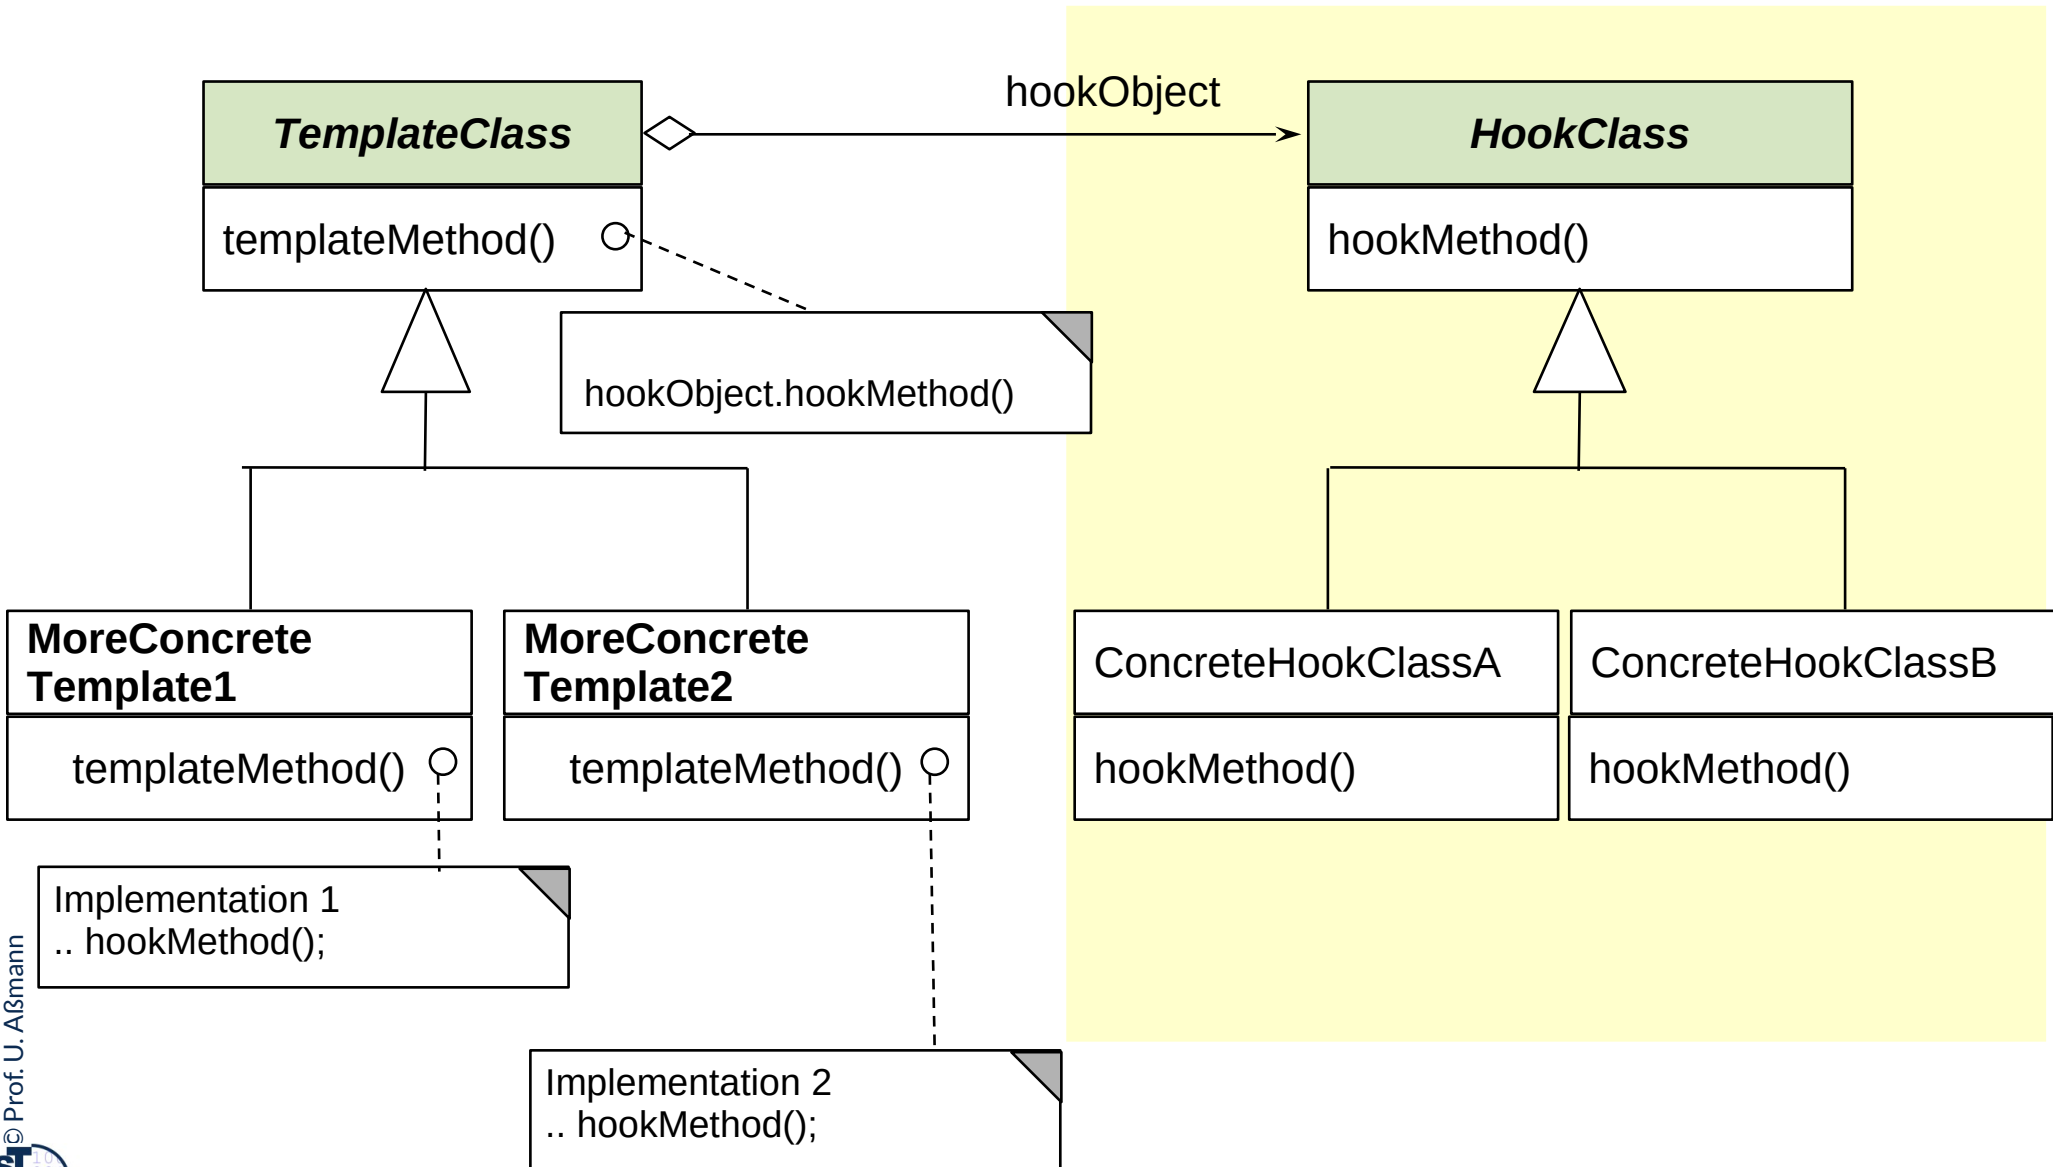 hookObject
TemplateClass
HookClass
templateMethod()
hookMethod()
hookObject.hookMethod()
MoreConcrete
Template1
MoreConcrete
Template2
ConcreteHookClassA
ConcreteHookClassB
templateMethod()
templateMethod()
hookMethod()
hookMethod()
Implementation 1
.. hookMethod();
Implementation 2
.. hookMethod();
© Prof. U. Aßmann